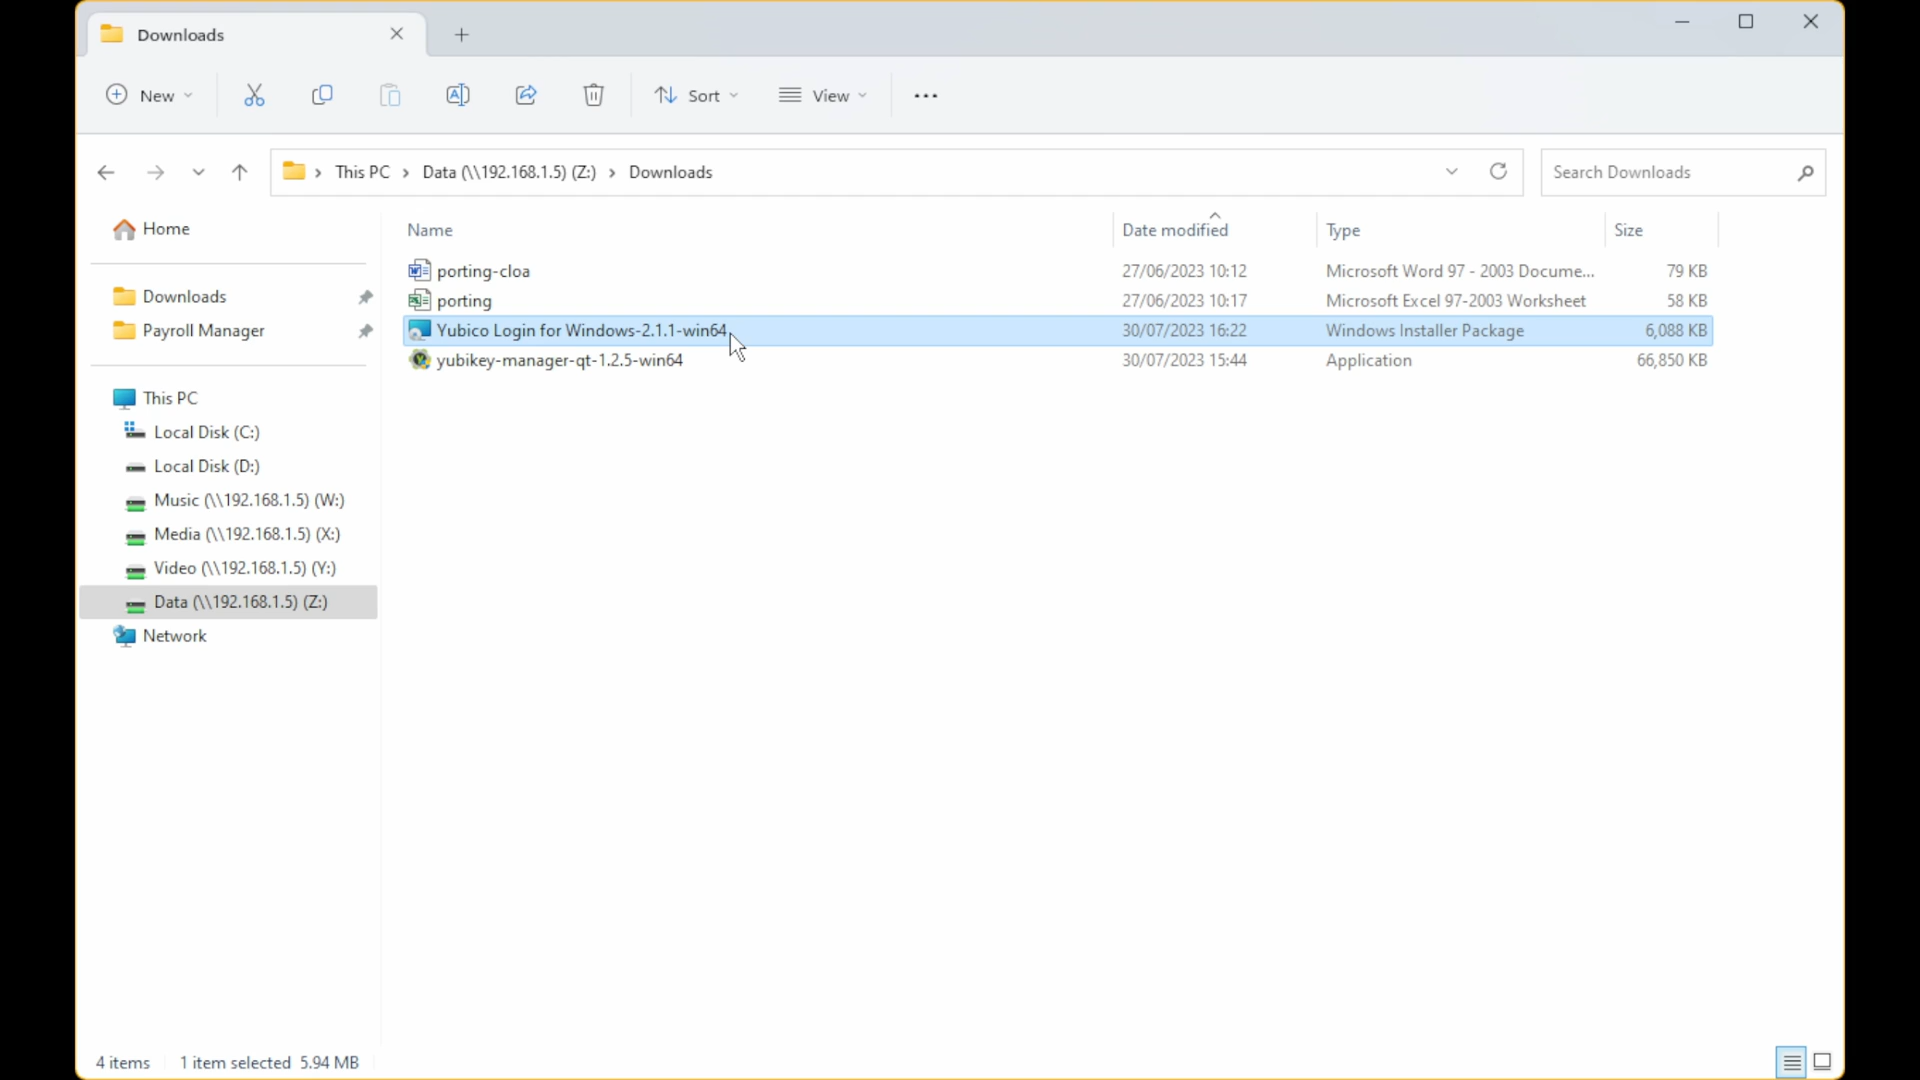 Downloads
New
Sort
View
This PC > Data (\\192.168.1.5) (Z:) > Downloads
Search Downloads
Home
Downloads
Payroll Manager
This PC
Local Disk (C:)
Local Disk (D:)
Music (\\192.168.1.5) (W:)
Media (\\192.168.1.5) (X:)
Video (\\192.168.1.5) (Y:)
Data (\\192.168.1.5) (Z:)
Network
Name Date modified Type Size
porting-cloa 27/06/2023 10:12 Microsoft Word 97 - 2003 Docume... 79 KB
porting 27/06/2023 10:17 Microsoft Excel 97-2003 Worksheet 58 KB
Yubico Login for Windows-2.1.1-win64 30/07/2023 16:22 Windows Installer Package 6,088 KB
yubikey-manager-qt-1.2.5-win64 30/07/2023 15:44 Application 66,850 KB
4 items 1 item selected 5.94 MB